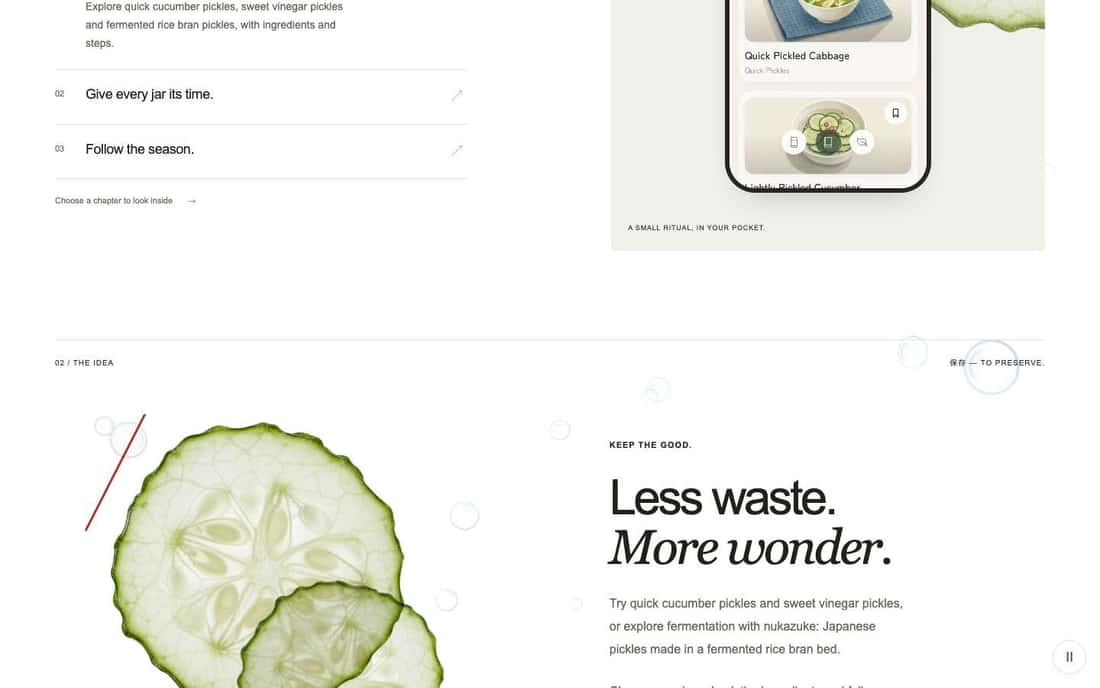 Explore quick cucumber pickles, sweet vinegar pickles
and fermented rice bran pickles, with ingredients and
steps.
02 Give every jar its time.
03 Follow the season.
Choose a chapter to look inside →
Quick Pickled Cabbage
Quick Pickles
Lightly Pickled Cucumber
A SMALL RITUAL, IN YOUR POCKET.
02 / THE IDEA
保存 — TO PRESERVE.
KEEP THE GOOD.
Less waste.
More wonder.
Try quick cucumber pickles and sweet vinegar pickles,
or explore fermentation with nukazuke: Japanese
pickles made in a fermented rice bran bed.